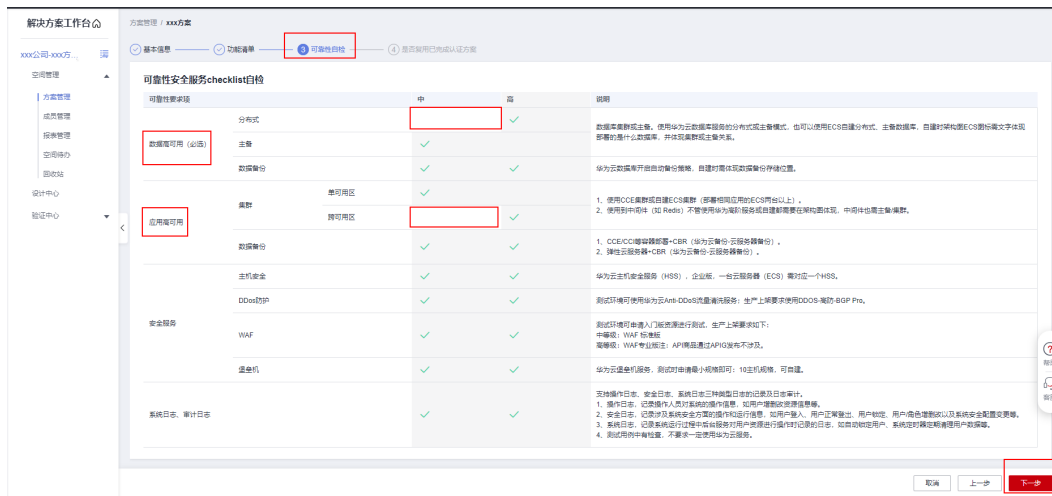 解决方案工作台
方案管理 / xxx方案
xxx公司-xxx方...
基本信息
功能清单
3 可靠性自检
4 是否复用已完成认证方案
空间管理
方案管理
成员管理
报表管理
空间待办
回收站
设计中心
验证中心
可靠性安全服务checklist自检
可靠性要求项 中 高 说明
数据高可用（必选）
分布式
主备
数据库集群或主备。使用华为云数据库服务的分布式或主备模式，也可以使用ECS自建分布式、主备数据库，自建时架构图ECS图标需文字体现
部署的是什么数据库，并体现集群或主备关系。
数据备份 华为云数据库开启自动备份策略，自建时需体现数据备份存储位置。
应用高可用
集群
单可用区
跨可用区
1、使用CCE集群或自建ECS集群（部署相同应用的ECS两台以上）。
2、使用到中间件（如 Redis）不管使用华为高阶服务或自建都需要在架构图体现，中间件也需主备/集群。
数据备份
1、CCE/CCI等容器部署+CBR（华为云备份-云服务器备份）。
2、弹性云服务器+CBR（华为云备份-云服务器备份）。
安全服务
主机安全 华为云主机安全服务（HSS），企业版，一台云服务器（ECS）需对应一个HSS。
DDos防护 测试环境可使用华为云Anti-DDoS流量清洗服务；生产上架要求使用DDOS-高防-BGP Pro。
WAF
测试环境可申请入门版资源进行测试，生产上架要求如下：
中等级：WAF 标准版
高等级：WAF专业版注：API商品通过APIG发布不涉及。
堡垒机 华为云堡垒机服务，测试时申请最小规格即可：10主机规格，可自建。
系统日志、审计日志
支持操作日志、安全日志、系统日志三种类型日志的记录及日志审计。
1、操作日志，记录操作人员对系统的操作信息，如用户增删改资源信息等。
2、安全日志，记录涉及系统安全方面的操作和运行信息，如用户登入、用户正常登出、用户锁定、用户/角色增删改以及系统安全配置变更等。
3、系统日志，记录系统运行过程中后台服务对用户资源进行操作时记录的日志，如自动锁定用户、系统定时器定期清理用户数据等。
4、测试用例中有检查，不要求一定使用华为云服务。
取消 上一步 下一步